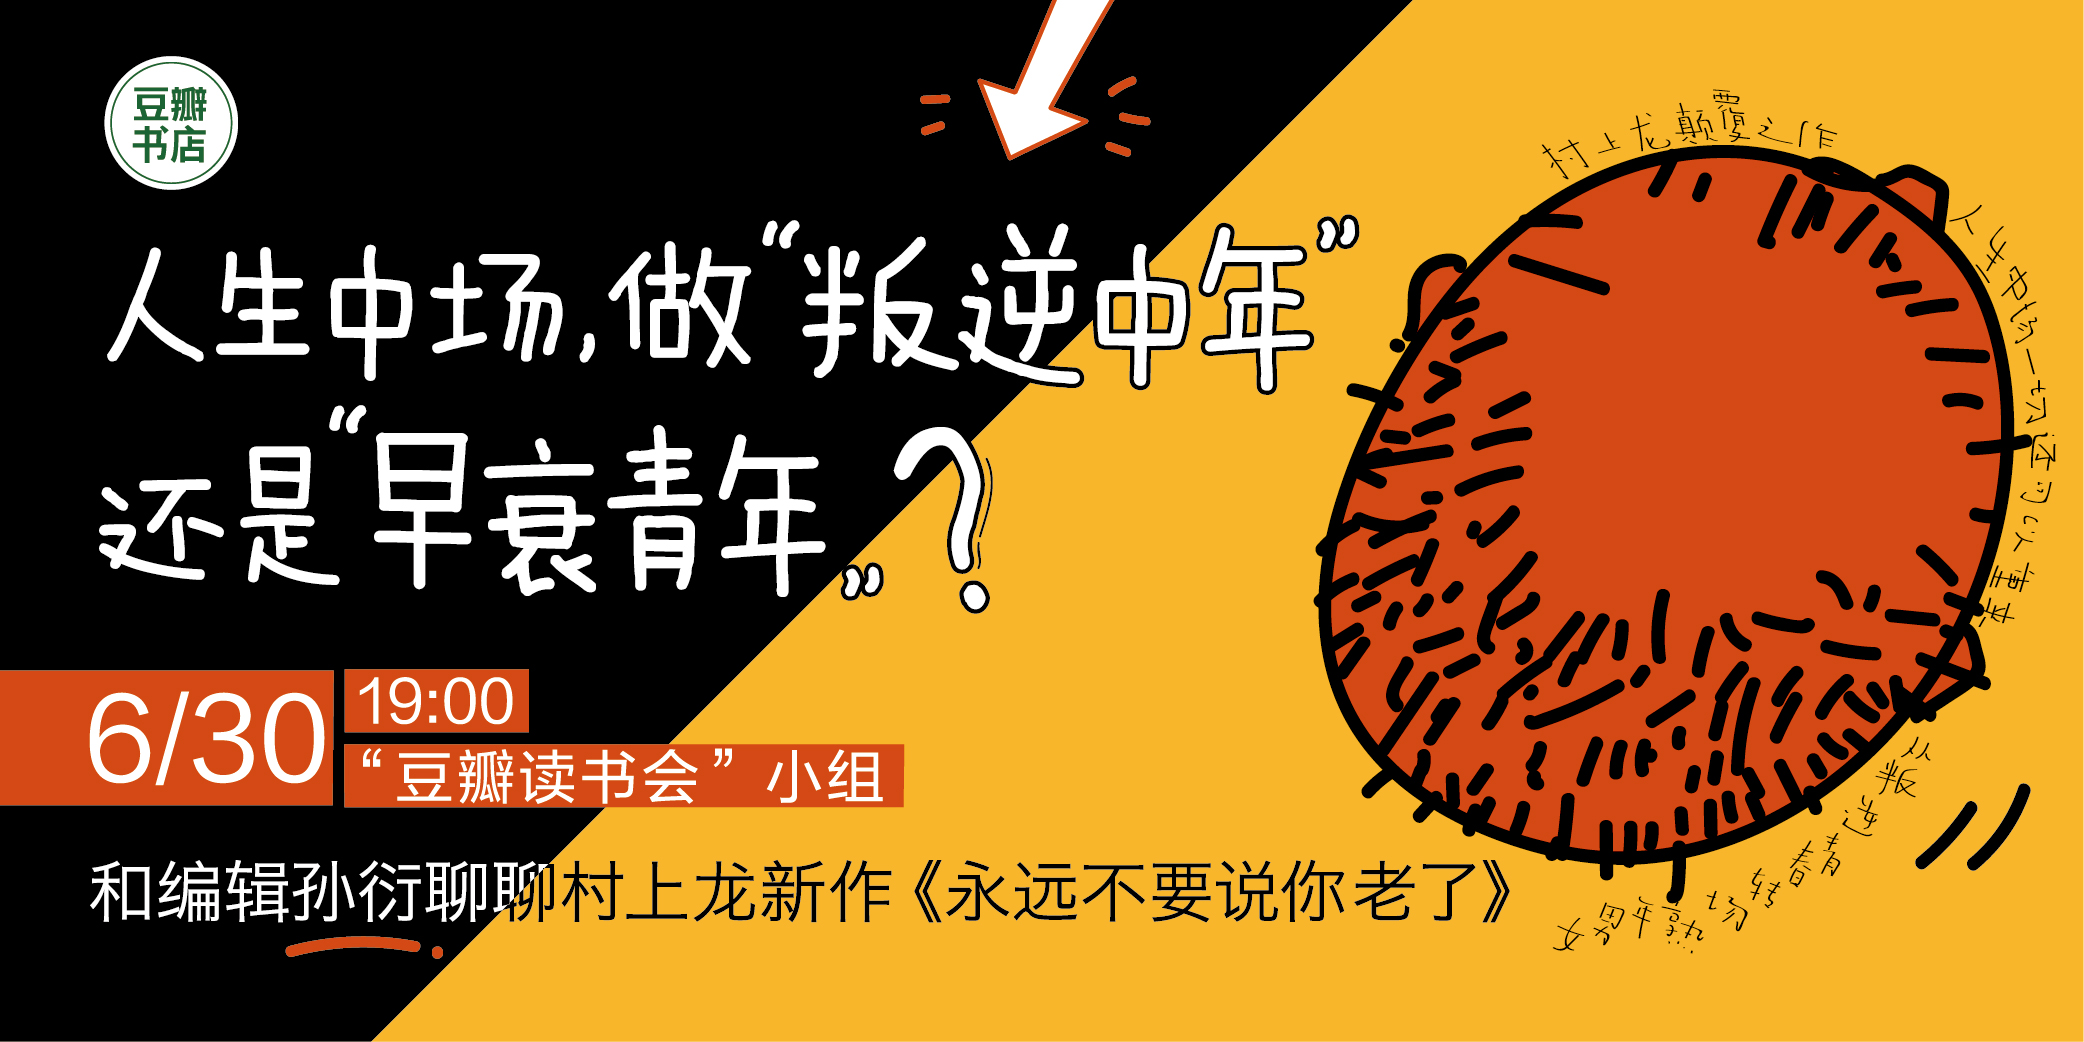 豆瓣
书店
人生中场,做“叛逆中年”
还是“早衰青年”?
6/30
19:00
“豆瓣读书会”小组
和编辑孙衍聊聊村上龙新作《永远不要说你老了》
村上龙颠覆之作
人生中场一切还可以重来
从叛逆青春转场熟年男女